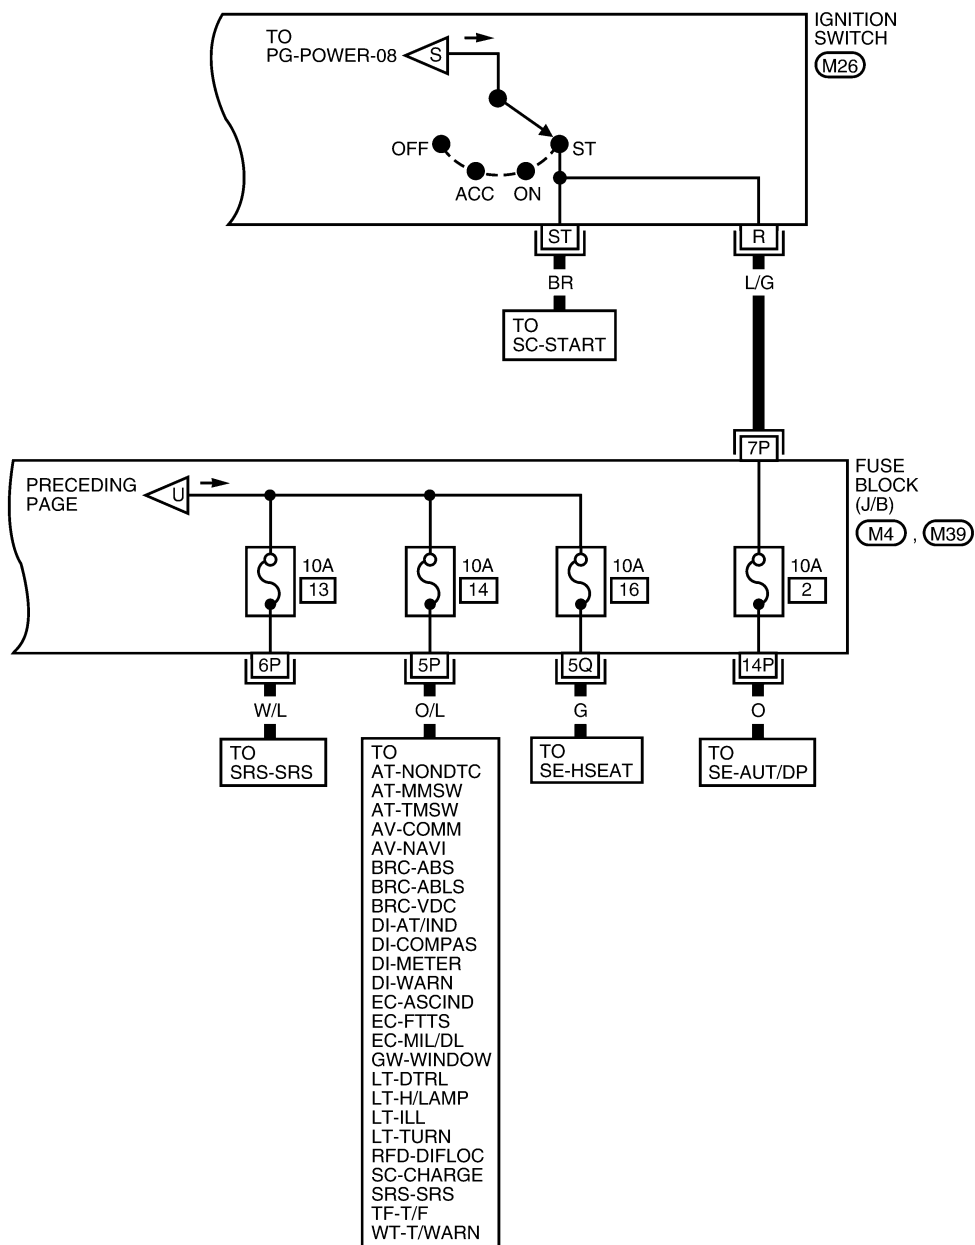 IGNITION
SWITCH
M26
TO
PG-POWER-08
S
OFF
ST
ACC
ON
ST
R
BR
L/G
TO
SC-START
7P
FUSE
BLOCK
(J/B)
M4 , M39
PRECEDING
PAGE
U
10A
13
10A
14
10A
16
10A
2
6P
5P
5Q
14P
W/L
O/L
G
O
TO
SRS-SRS
TO
AT-NONDTC
AT-MMSW
AT-TMSW
AV-COMM
AV-NAVI
BRC-ABS
BRC-ABLS
BRC-VDC
DI-AT/IND
DI-COMPAS
DI-METER
DI-WARN
EC-ASCIND
EC-FTTS
EC-MIL/DL
GW-WINDOW
LT-DTRL
LT-H/LAMP
LT-ILL
LT-TURN
RFD-DIFLOC
SC-CHARGE
SRS-SRS
TF-T/F
WT-T/WARN
TO
SE-HSEAT
TO
SE-AUT/DP